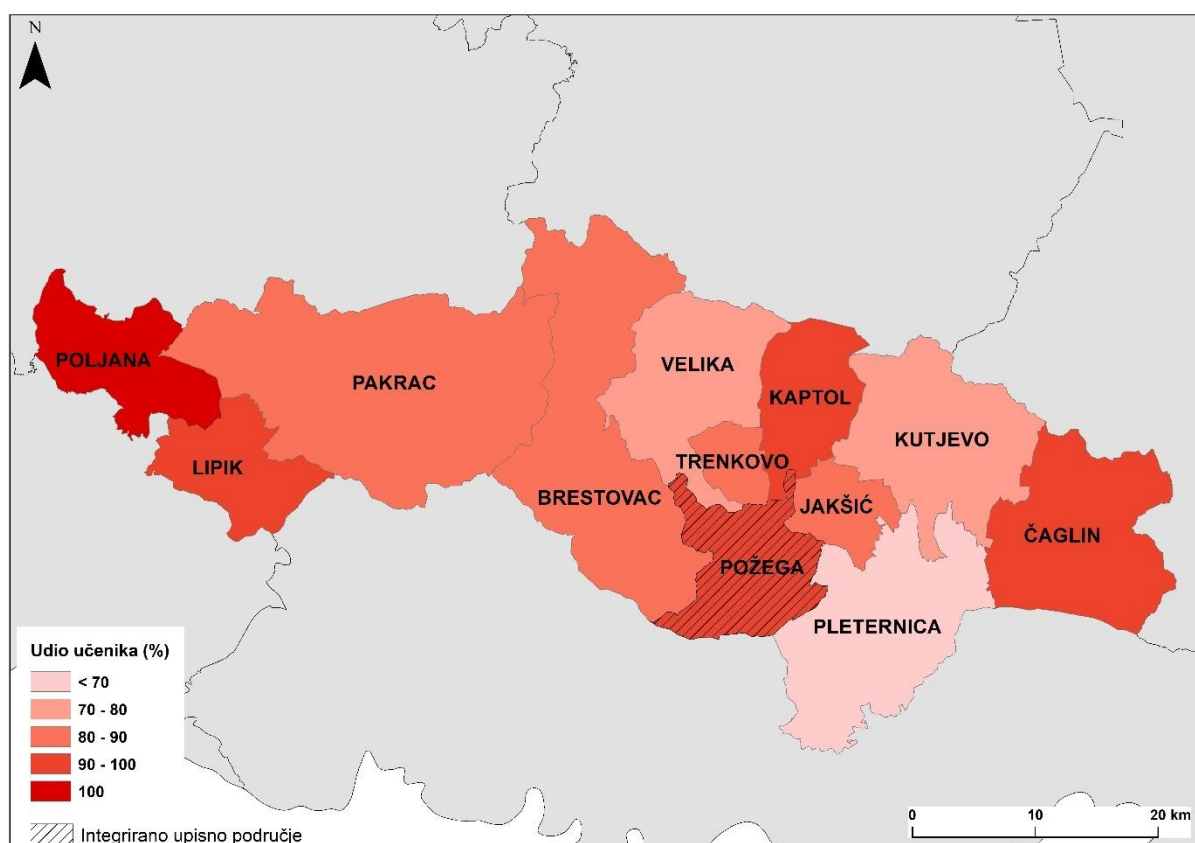 N
POLJANA
PAKRAC
VELIKA
KAPTOL
KUTJEVO
LIPIK
TRENKOVO
BRESTOVAC
JAKŠIĆ
ČAGLIN
POŽEGA
PLETERNICA
Udio učenika (%)
< 70
70 - 80
80 - 90
90 - 100
100
Integrirano upisno područje
0 10 20 km